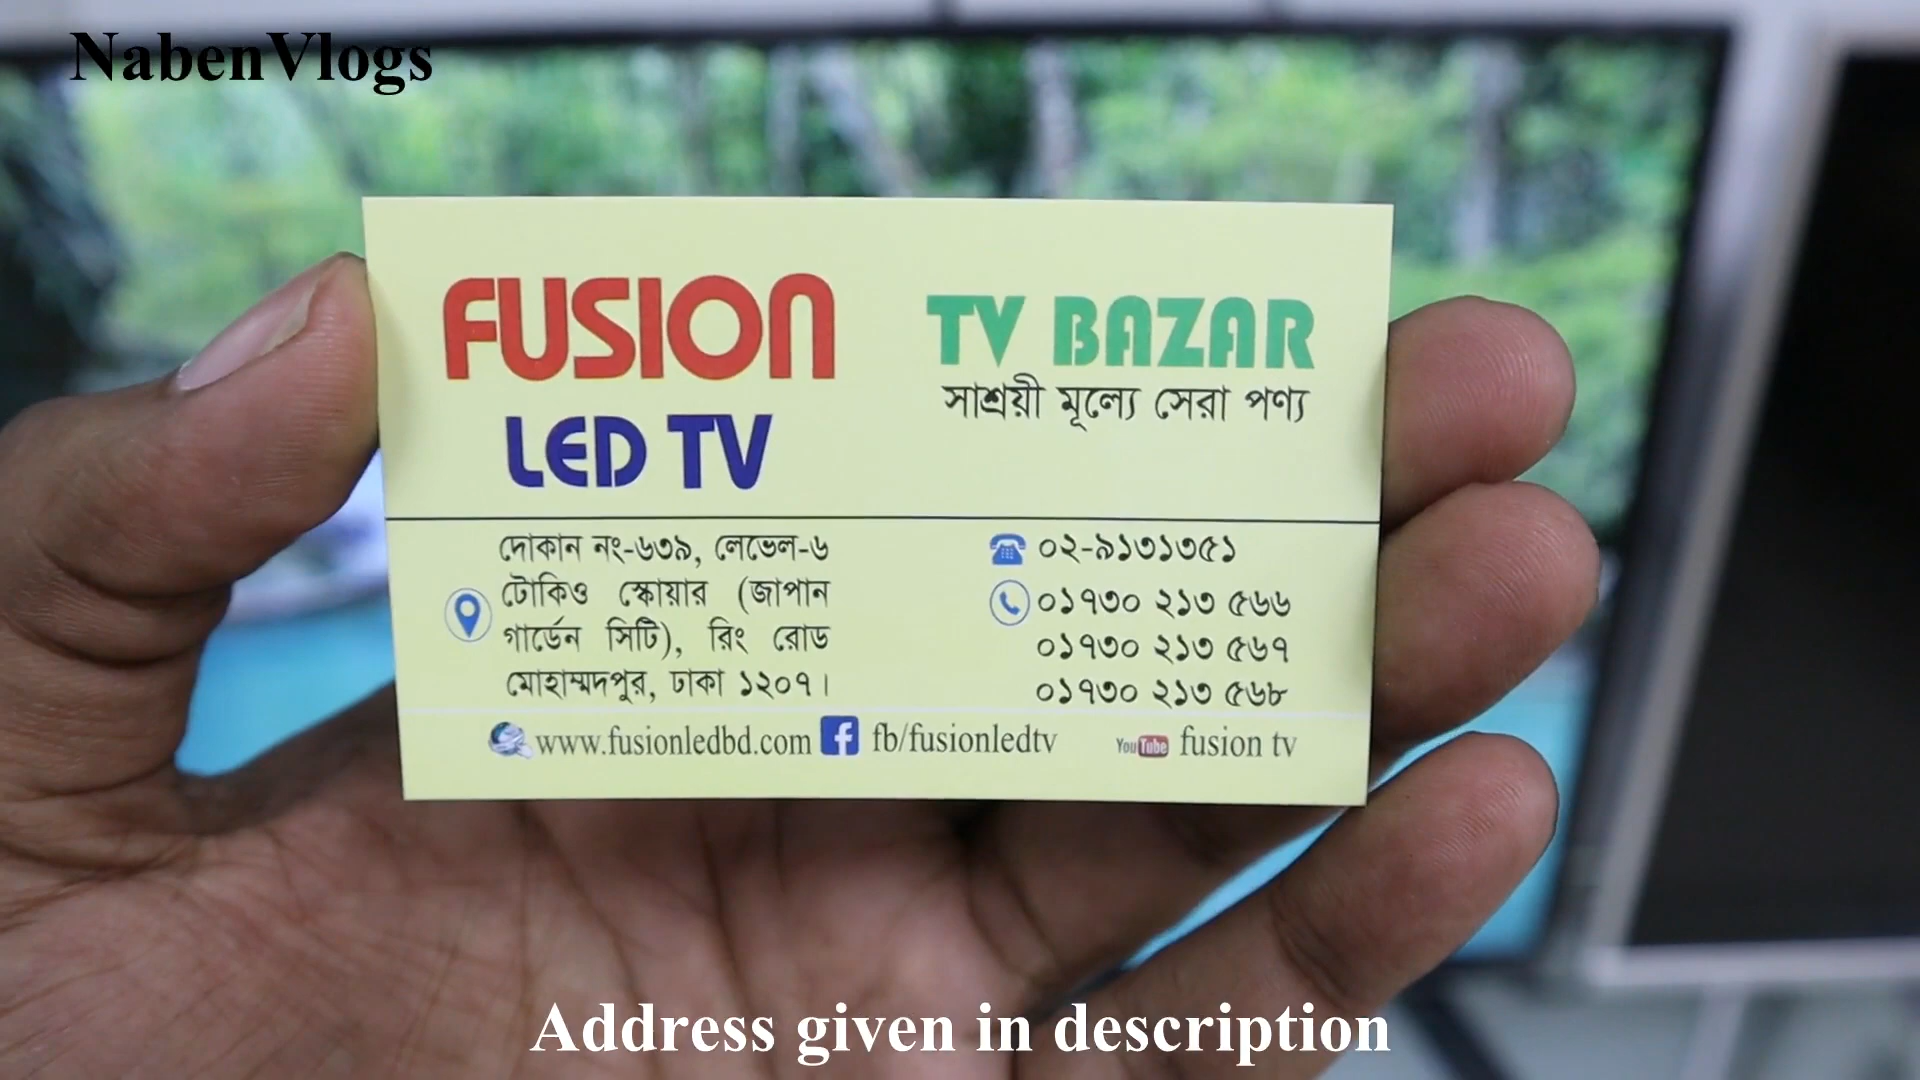 NabenVlogs
FUSION
LED TV
TV BAZAR
সাশ্রয়ী মূল্যে সেরা পণ্য
দোকান নং-৬৩৯, লেভেল-৬
টোকিও স্কোয়ার (জাপান
গার্ডেন সিটি), রিং রোড
মোহাম্মদপুর, ঢাকা ১২০৭।
০২-৯১৩১৩৫১
০১৭৩০ ২১৩ ৫৬৬
০১৭৩০ ২১৩ ৫৬৭
০১৭৩০ ২১৩ ৫৬৮
www.fusionledbd.com fb/fusionledtv YouTube fusion tv
Address given in description